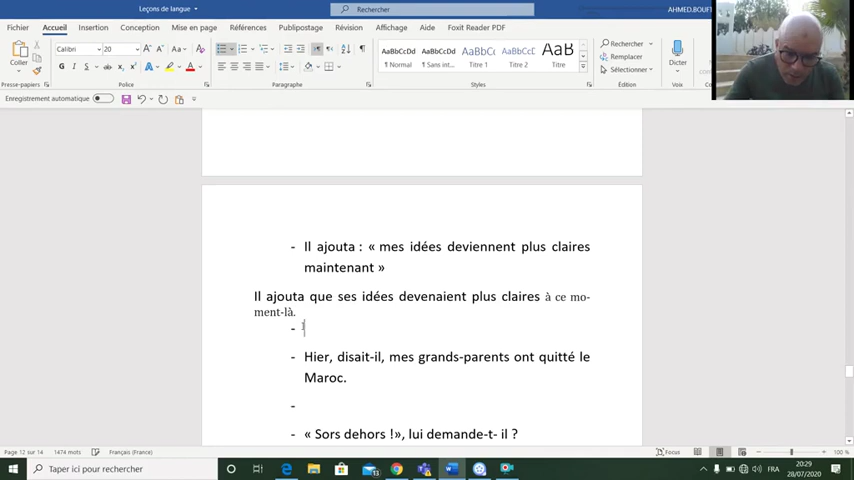 Leçons de langue
Rechercher
AHMED.BOUFT
Fichier Accueil Insertion Conception Mise en page Références Publipostage Révision Affichage Aide Foxit Reader PDF
Calibri 20
Coller
G I S
AaBbCcDd AaBbCcDd AaBbCc AaBbCcD AaB
¶ Normal ¶ Sans int... Titre 1 Titre 2 Titre
Rechercher
Remplacer
Sélectionner
Dicter
Presse-papiers Police Paragraphe Styles Édition Voix
Enregistrement automatique
- Il ajouta : « mes idées deviennent plus claires
maintenant »
Il ajouta que ses idées devenaient plus claires à ce mo-
ment-là.
-
- Hier, disait-il, mes grands-parents ont quitté le
Maroc.
-
- « Sors dehors !», lui demande-t- il ?
Page 12 sur 14 1474 mots Français (France) Focus 100 %
Taper ici pour rechercher
FRA
20:29
28/07/2020